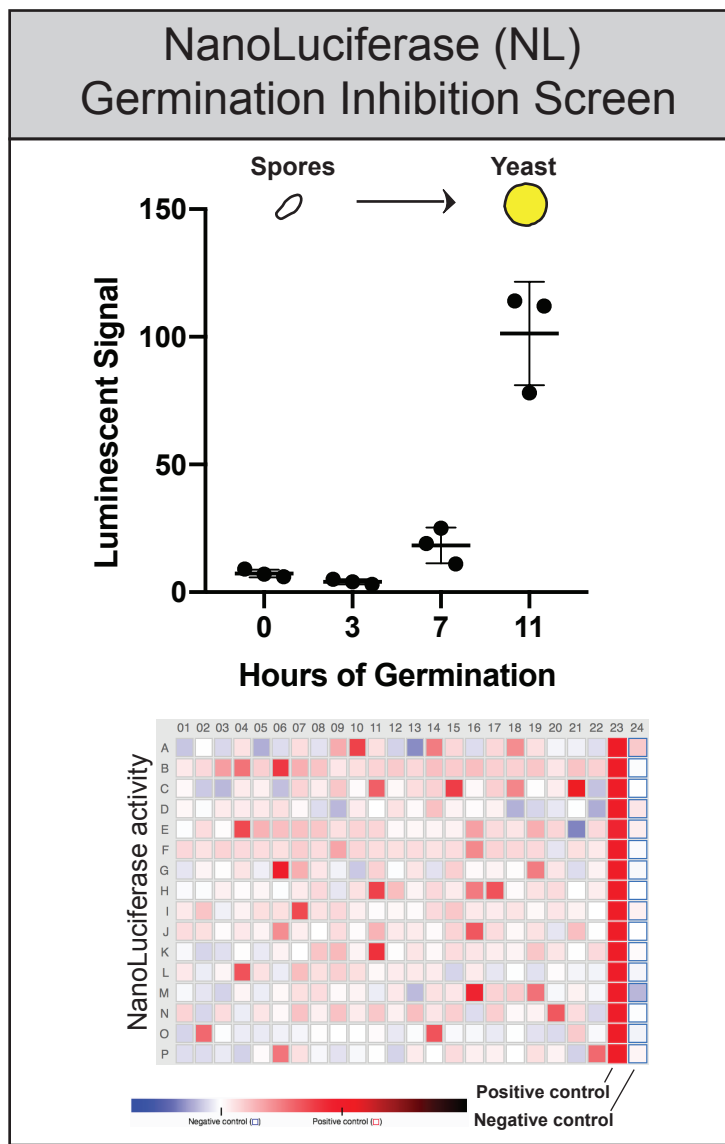 NanoLuciferase (NL)
Germination Inhibition Screen
Spores
Yeast
150
100
50
0
Luminescent Signal
0 3 7 11
Hours of Germination
01 02 03 04 05 06 07 08 09 10 11 12 13 14 15 16 17 18 19 20 21 22 23 24
A
B
C
D
E
F
G
H
I
J
K
L
M
N
O
P
NanoLuciferase activity
Positive control
Negative control
Negative control (□)
Positive control (□)